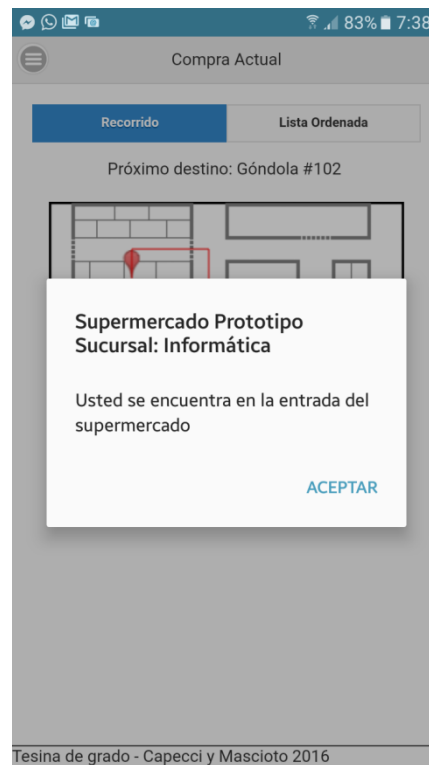 83% 7:38
Compra Actual
Recorrido Lista Ordenada
Próximo destino: Góndola #102
Supermercado Prototipo
Sucursal: Informática
Usted se encuentra en la entrada del
supermercado
ACEPTAR
Tesina de grado - Capecci y Mascioto 2016